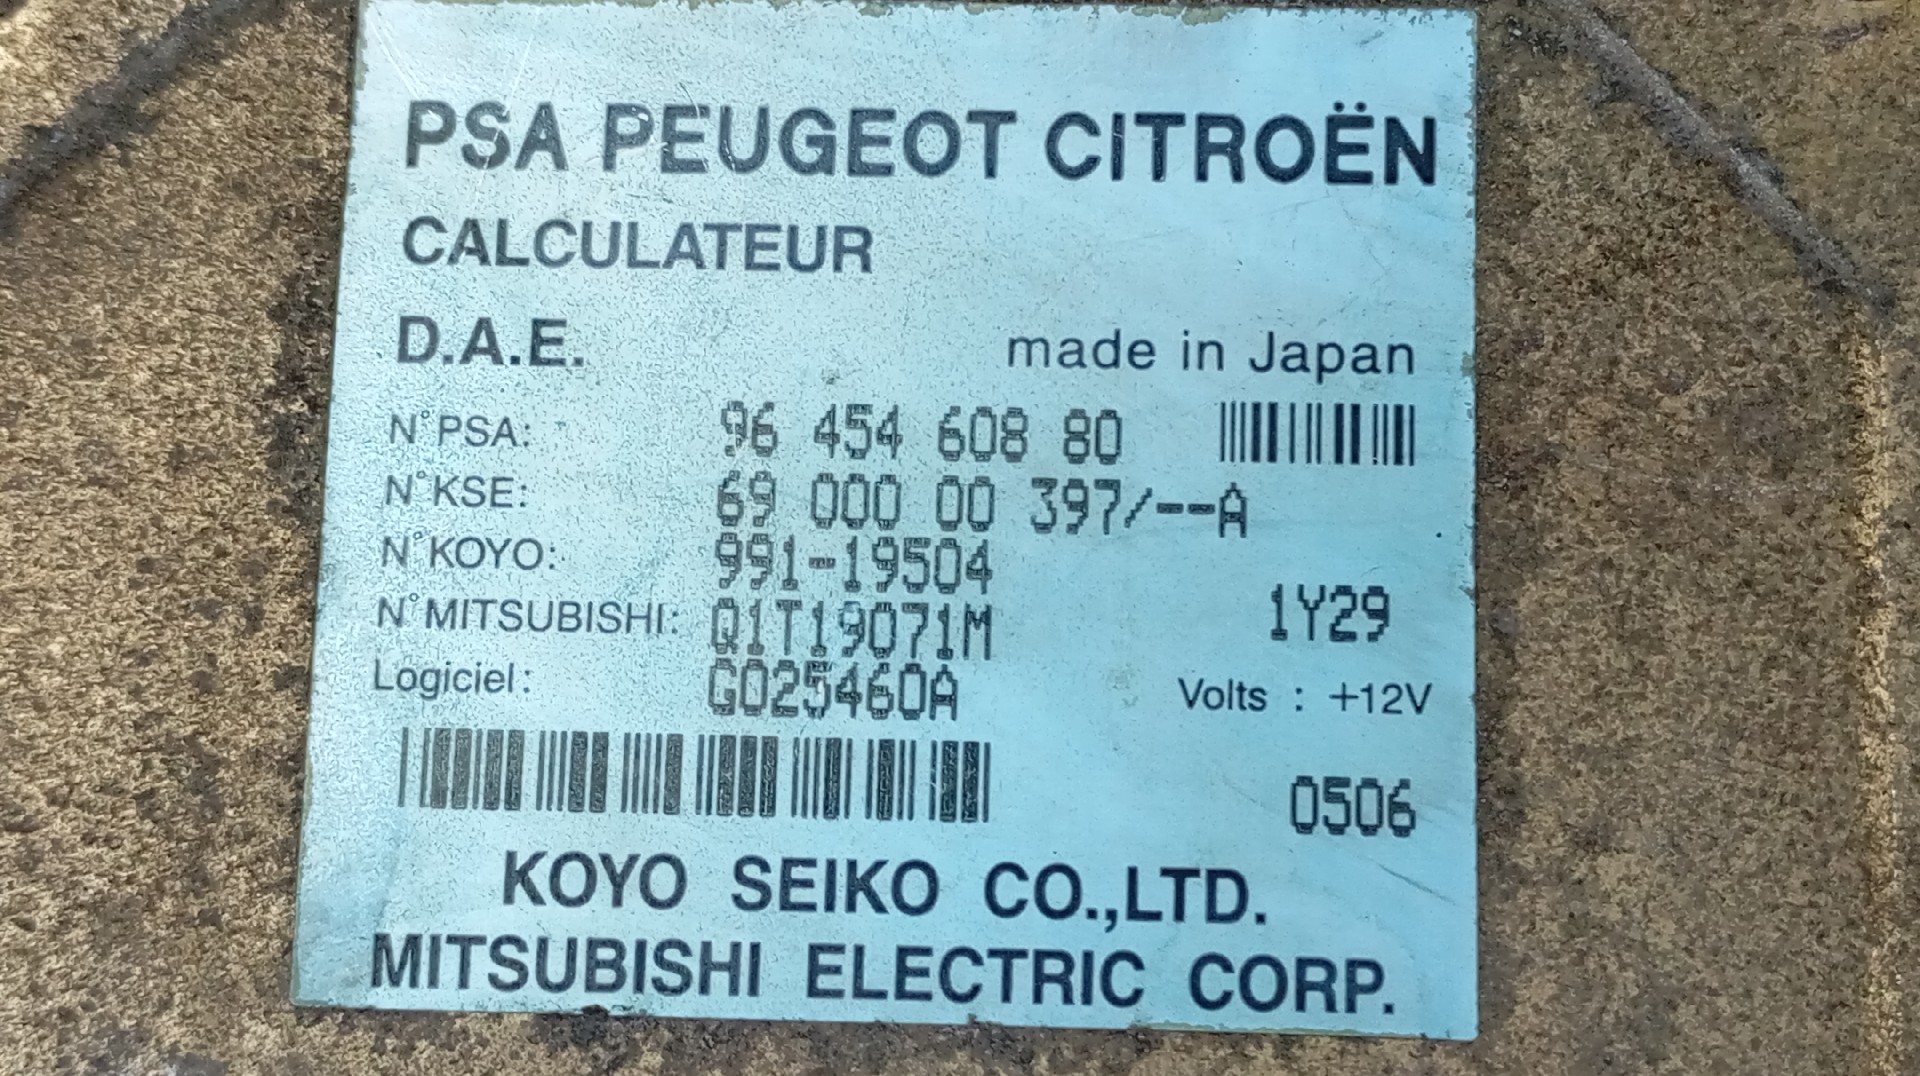 PSA PEUGEOT CITROËN
CALCULATEUR
D.A.E. made in Japan
N°PSA: 96 454 608 80
N°KSE: 69 000 00 397/--A
N°KOYO: 991-19504
N°MITSUBISHI: Q1T19071M 1Y29
Logiciel: G025460A Volts : +12V
0506
KOYO SEIKO CO.,LTD.
MITSUBISHI ELECTRIC CORP.